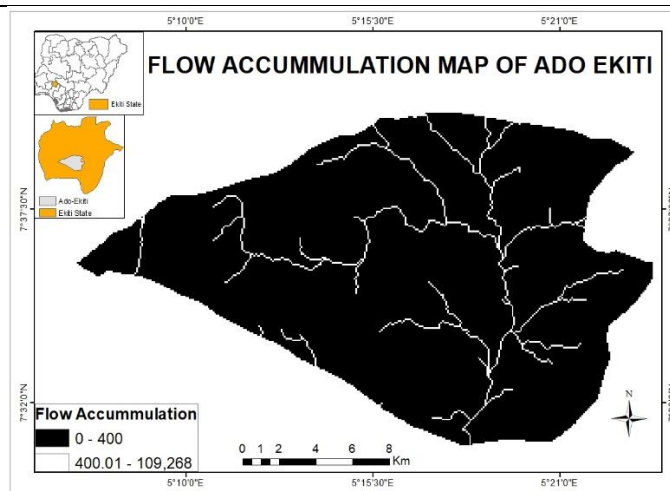 5°10'0"E 5°15'30"E 5°21'0"E
FLOW ACCUMMULATION MAP OF ADO EKITI
Ekiti State
Ado-Ekiti
Ekiti State
7°37'30"N
7°32'0"N
N
Flow Accummulation
0 - 400
400.01 - 109,268
0 1 2 4 6 8
Km
5°10'0"E 5°15'30"E 5°21'0"E